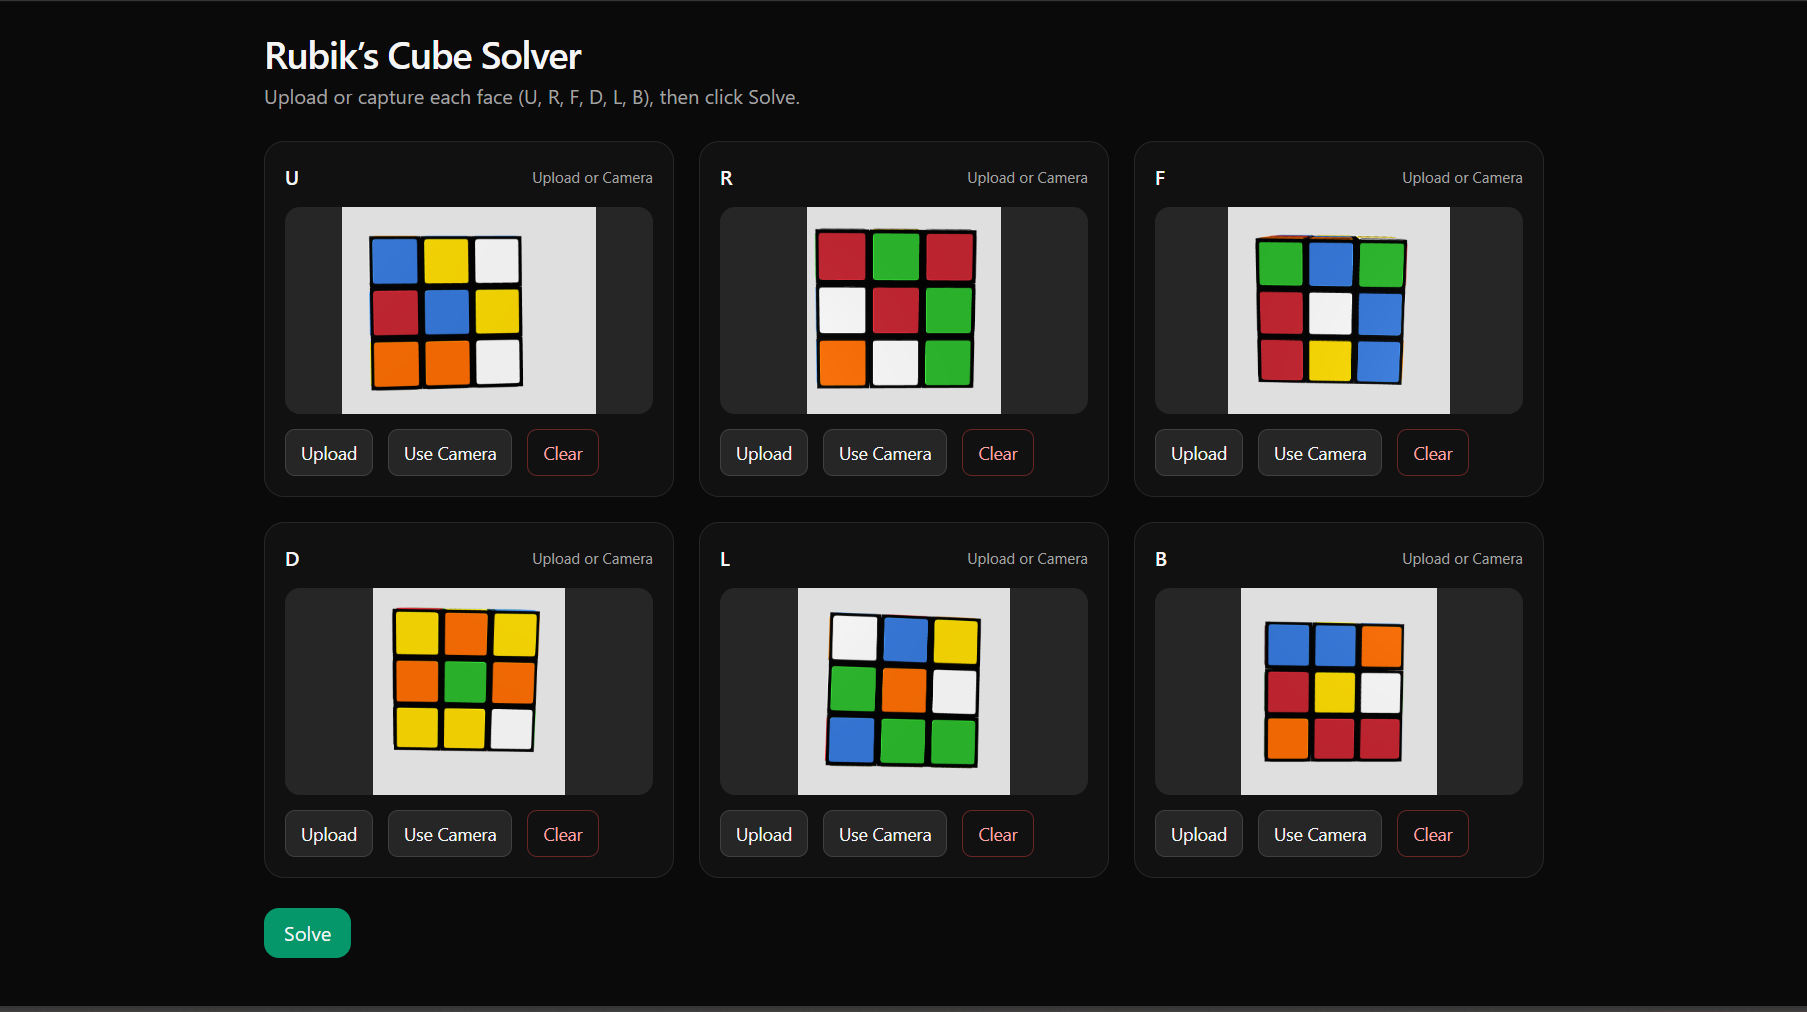 Rubik’s Cube Solver
Upload or capture each face (U, R, F, D, L, B), then click Solve.
U Upload or Camera
R Upload or Camera
F Upload or Camera
Upload Use Camera Clear
Upload Use Camera Clear
Upload Use Camera Clear
D Upload or Camera
L Upload or Camera
B Upload or Camera
Upload Use Camera Clear
Upload Use Camera Clear
Upload Use Camera Clear
Solve